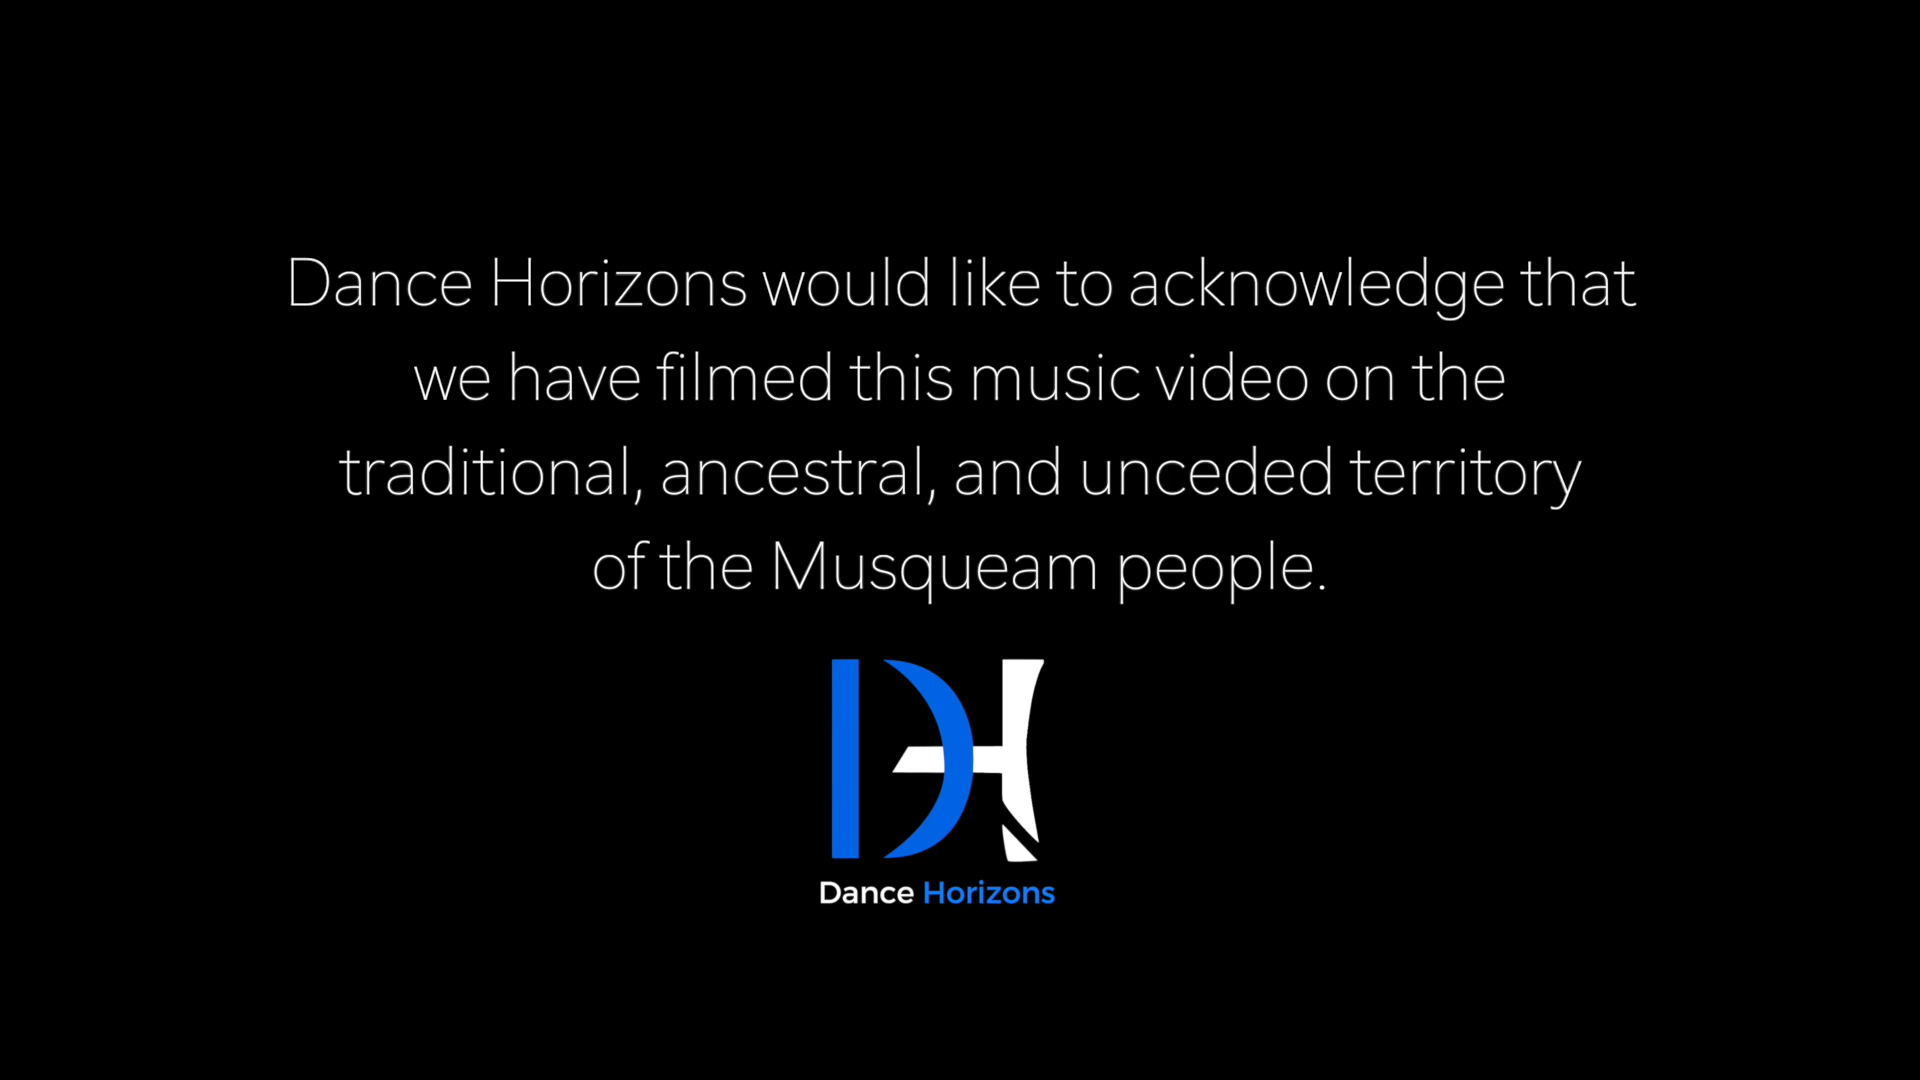 Dance Horizons would like to acknowledge that
we have filmed this music video on the
traditional, ancestral, and unceded territory
of the Musqueam people.
DH
Dance Horizons